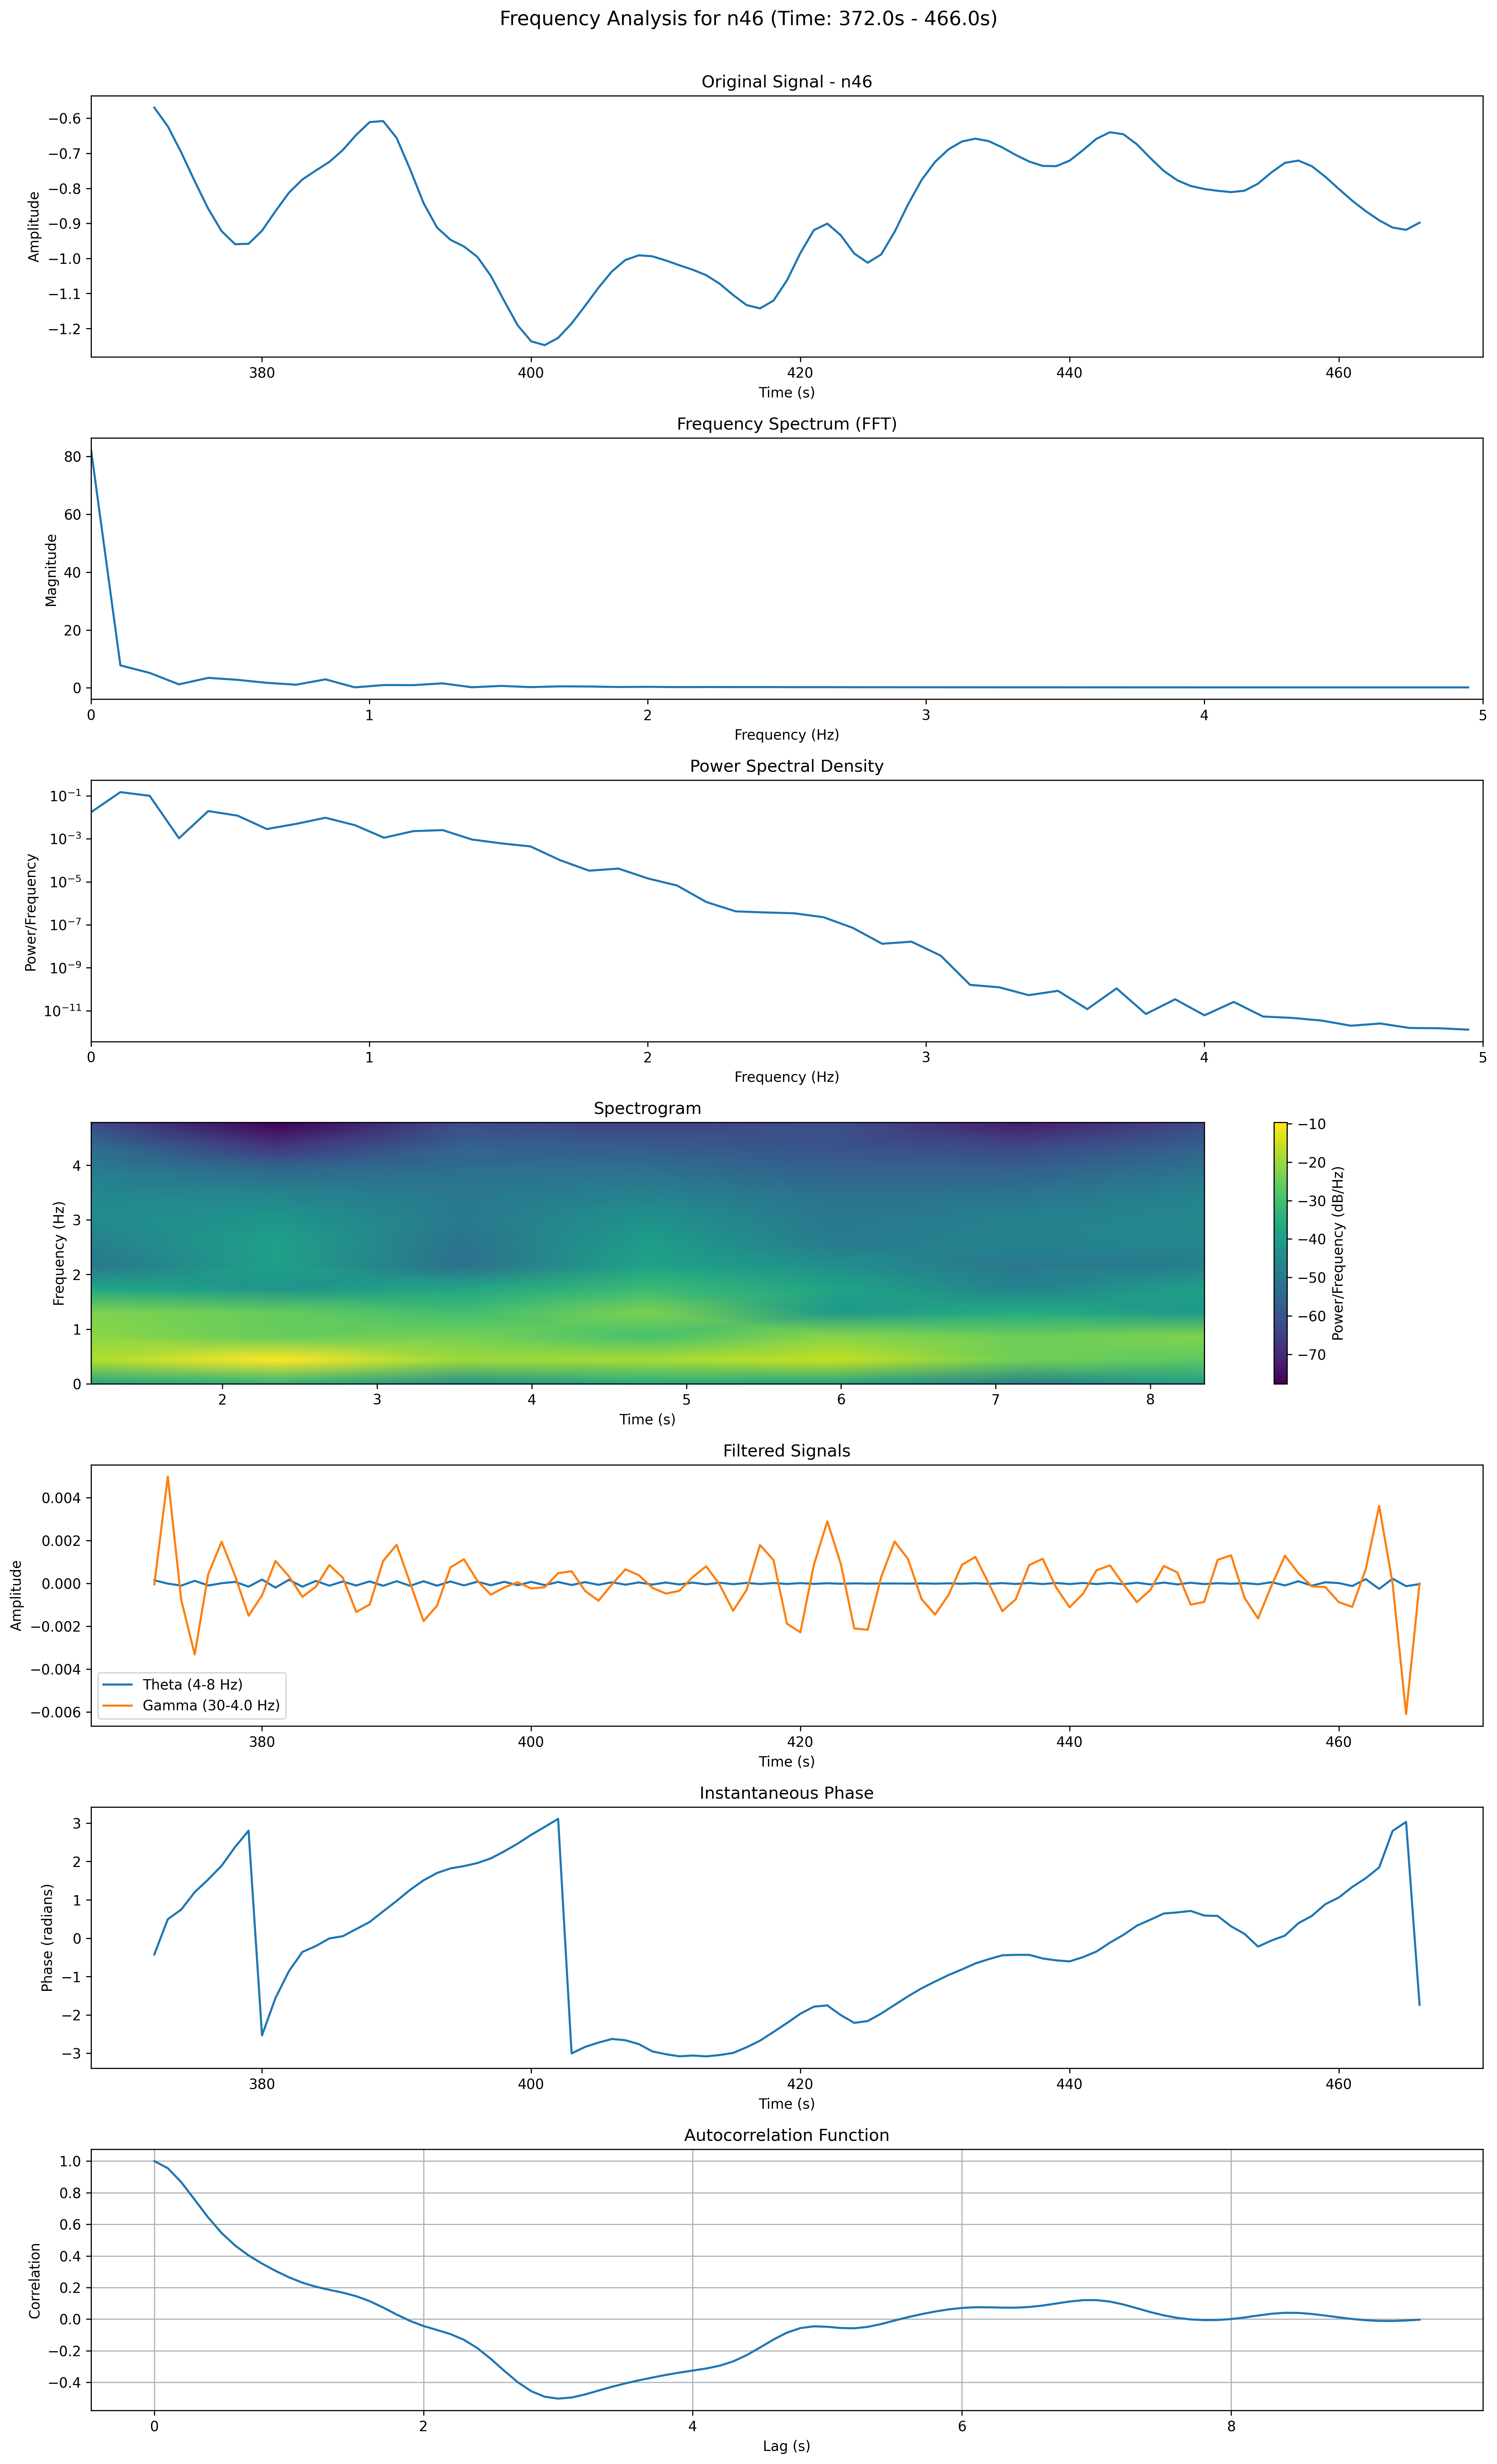 Frequency Analysis for n46 (Time: 372.0s - 466.0s)
Original Signal - n46
Amplitude
−0.6
−0.7
−0.8
−0.9
−1.0
−1.1
−1.2
380 400 420 440 460
Time (s)
Frequency Spectrum (FFT)
Magnitude
80
60
40
20
0
0 1 2 3 4 5
Frequency (Hz)
Power Spectral Density
Power/Frequency
10⁻¹
10⁻³
10⁻⁵
10⁻⁷
10⁻⁹
10⁻¹¹
0 1 2 3 4 5
Frequency (Hz)
Spectrogram
Frequency (Hz)
4
3
2
1
0
2 3 4 5 6 7 8
Time (s)
−10
−20
−30
−40
−50
−60
−70
Power/Frequency (dB/Hz)
Filtered Signals
Amplitude
0.004
0.002
0.000
−0.002
−0.004
−0.006
Theta (4-8 Hz)
Gamma (30-4.0 Hz)
380 400 420 440 460
Time (s)
Instantaneous Phase
Phase (radians)
3
2
1
0
−1
−2
−3
380 400 420 440 460
Time (s)
Autocorrelation Function
Correlation
1.0
0.8
0.6
0.4
0.2
0.0
−0.2
−0.4
0 2 4 6 8
Lag (s)